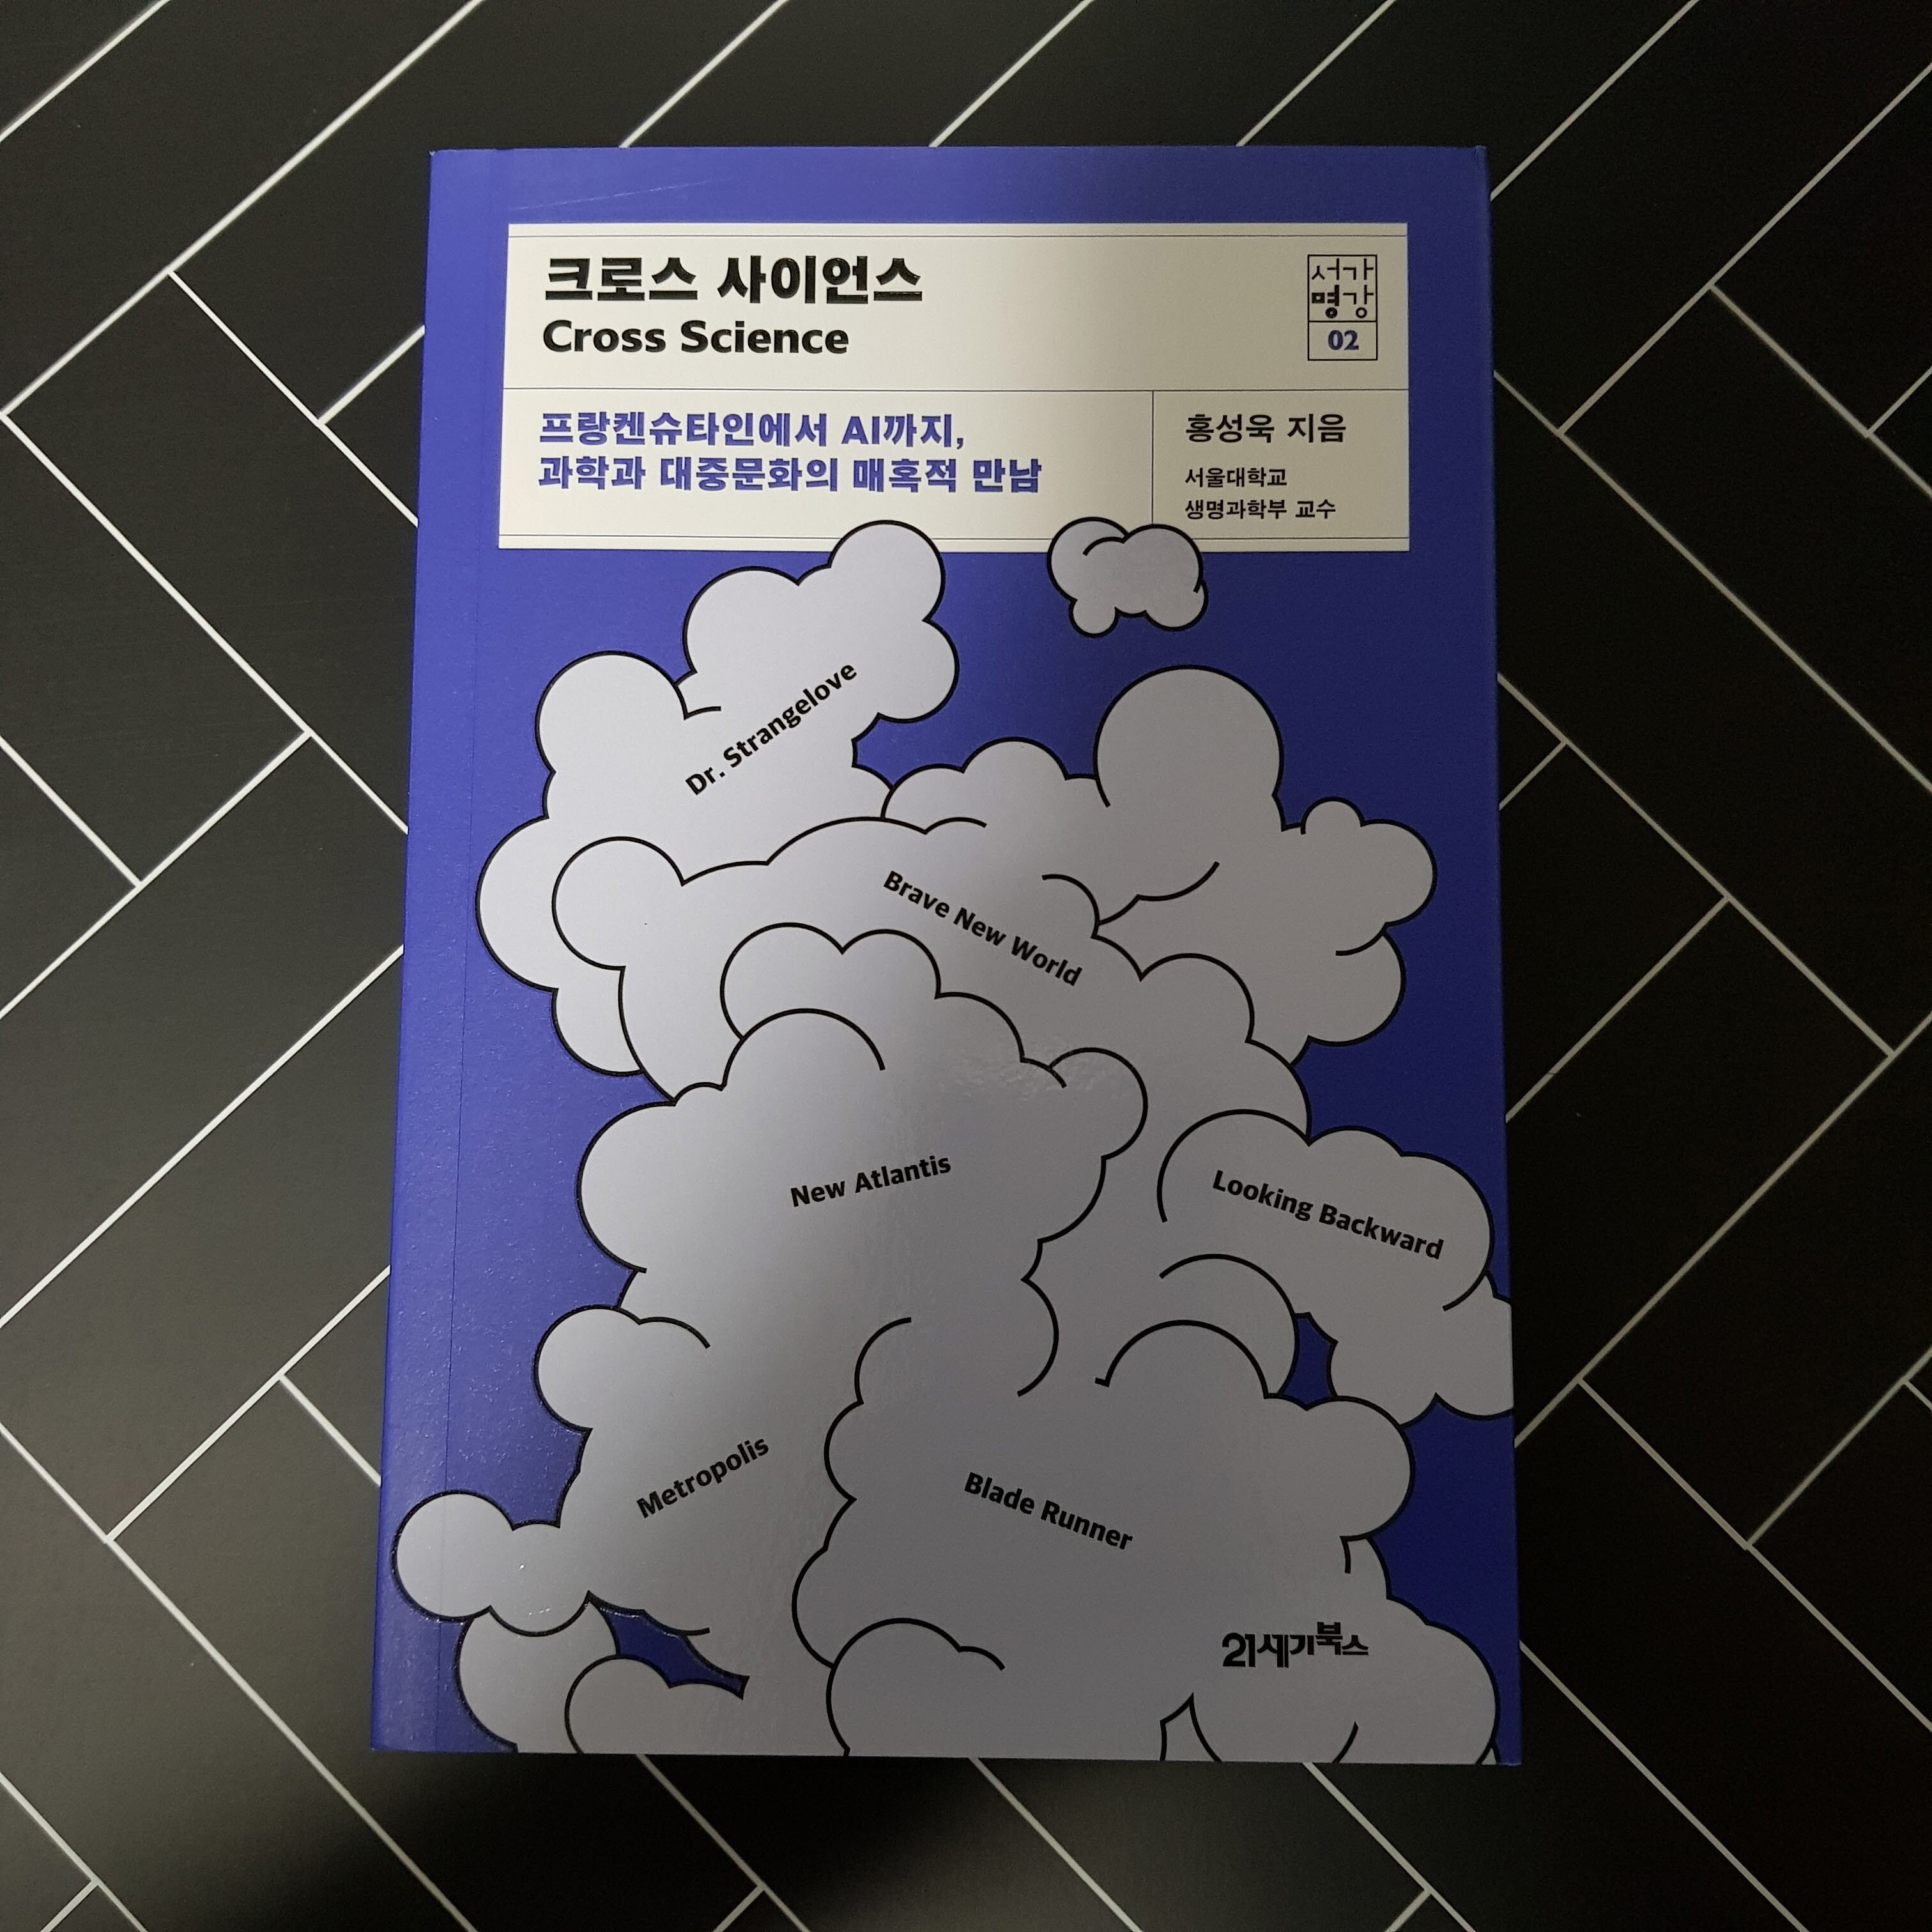 크로스 사이언스
Cross Science
서가
명강
02
프랑켄슈타인에서 AI까지,
과학과 대중문화의 매혹적 만남
홍성욱 지음
서울대학교
생명과학부 교수
Dr. Strangelove
Brave New World
New Atlantis
Looking Backward
Metropolis
Blade Runner
21세기북스